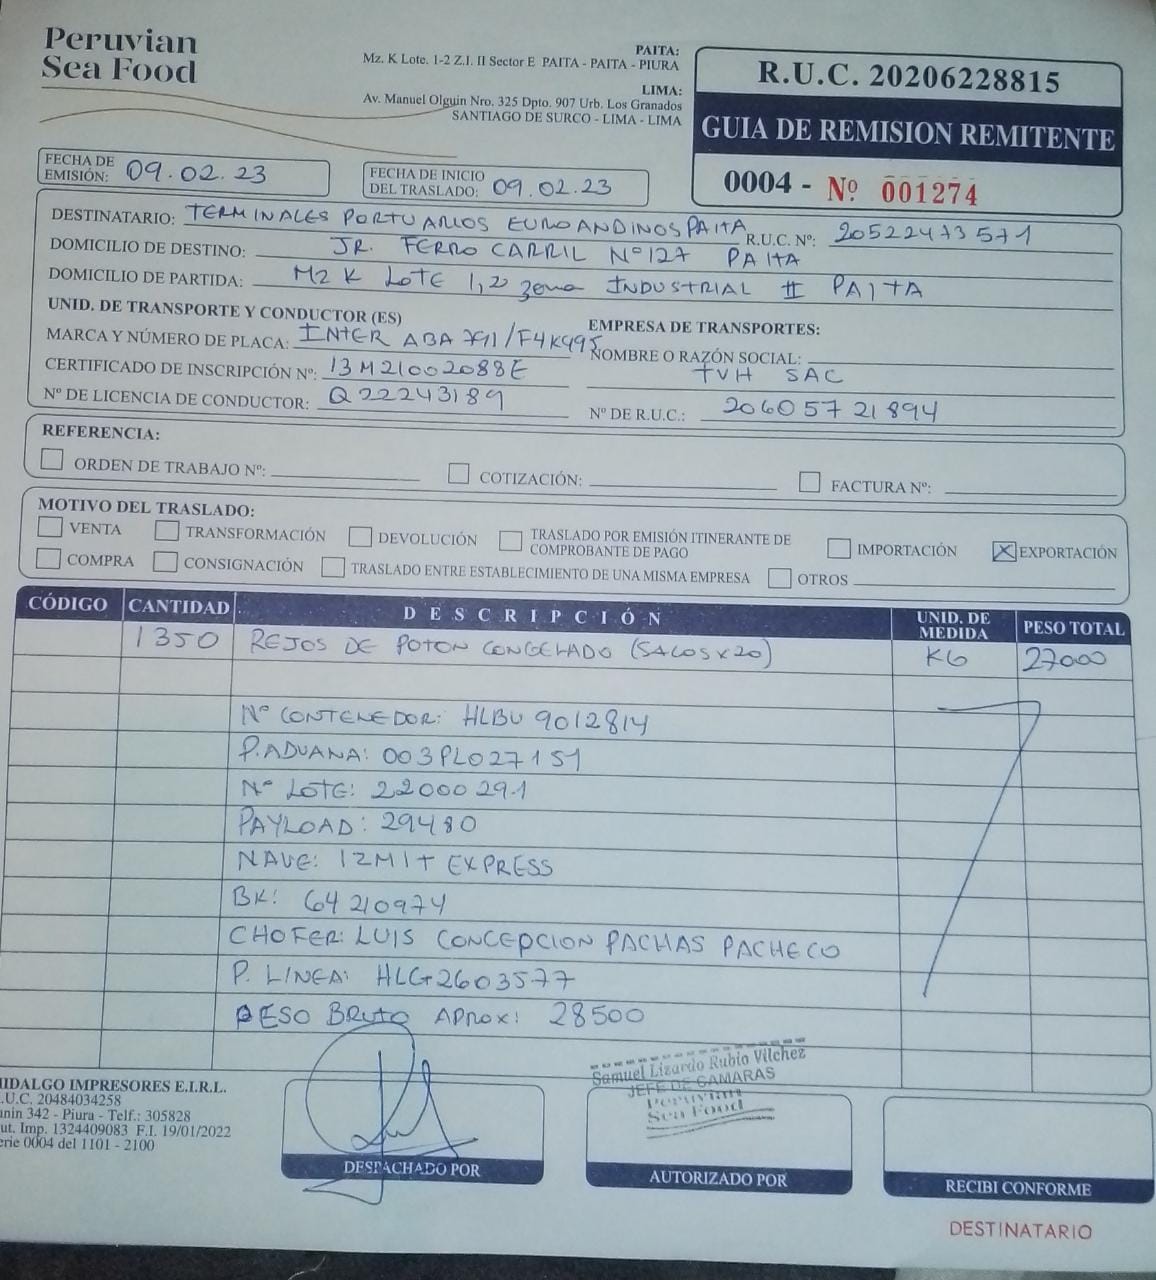 Peruvian
Sea Food
PAITA:
Mz. K Lote. 1-2 Z.I. II Sector E PAITA - PAITA - PIURA
LIMA:
Av. Manuel Olguin Nro. 325 Dpto. 907 Urb. Los Granados
SANTIAGO DE SURCO - LIMA - LIMA
R.U.C. 20206228815
GUIA DE REMISION REMITENTE
0004 - Nº 001274
FECHA DE EMISIÓN: 09.02.23
FECHA DE INICIO DEL TRASLADO: 09.02.23
DESTINATARIO: TERMINALES PORTUARIOS EUROANDINOS PAITA R.U.C. Nº: 20522473571
DOMICILIO DE DESTINO: JR. FERRO CARRIL Nº 127 PAITA
DOMICILIO DE PARTIDA: MZ K LOTE 1,2 zona INDUSTRIAL II PAITA
UNID. DE TRANSPORTE Y CONDUCTOR (ES)
MARCA Y NÚMERO DE PLACA: INTER ABA 791/F4K995
CERTIFICADO DE INSCRIPCIÓN Nº: 13M21002088E
Nº DE LICENCIA DE CONDUCTOR: Q22243189
EMPRESA DE TRANSPORTES:
NOMBRE O RAZÓN SOCIAL:
TVH SAC
Nº DE R.U.C.: 20605721894
REFERENCIA:
ORDEN DE TRABAJO Nº: COTIZACIÓN: FACTURA Nº:
MOTIVO DEL TRASLADO:
VENTA TRANSFORMACIÓN DEVOLUCIÓN TRASLADO POR EMISIÓN ITINERANTE DE COMPROBANTE DE PAGO IMPORTACIÓN X EXPORTACIÓN
COMPRA CONSIGNACIÓN TRASLADO ENTRE ESTABLECIMIENTO DE UNA MISMA EMPRESA OTROS
CÓDIGO CANTIDAD DESCRIPCIÓN UNID. DE MEDIDA PESO TOTAL
1350 REJOS DE POTON CONGELADO (SACOS x 20) KG 27000
Nº CONTENEDOR: HLBU 9012814
P. ADUANA: 003PL027151
Nº LOTE: 22000291
PAYLOAD: 29480
NAVE: IZMIT EXPRESS
BK: 64210974
CHOFER: LUIS CONCEPCION PACHAS PACHECO
P. LINEA: HLG2603577
PESO BRUTO APROX: 28500
HIDALGO IMPRESORES E.I.R.L.
.U.C. 20484034258
unín 342 - Piura - Telf.: 305828
ut. Imp. 1324409083 F.I. 19/01/2022
erie 0004 del 1101 - 2100
DESPACHADO POR
Samuel Lizardo Rubio Vilchez
JEFE DE CAMARAS
Peruvian
Sea Food
AUTORIZADO POR
RECIBI CONFORME
DESTINATARIO